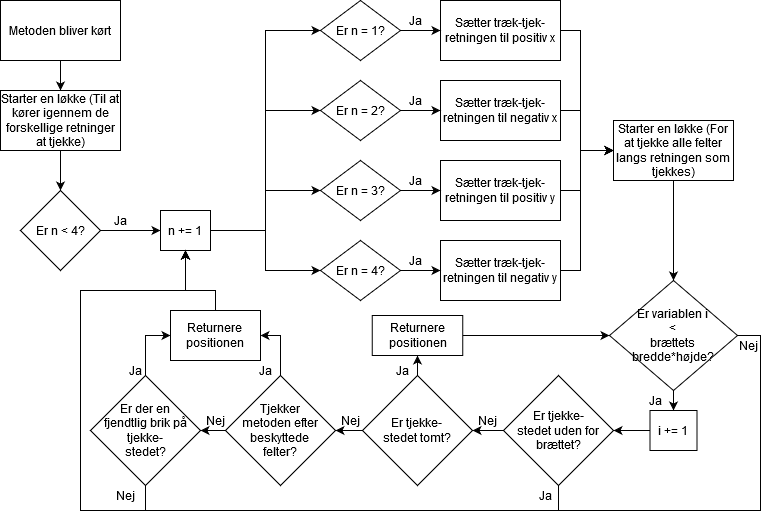 Metoden bliver kørt
Starter en løkke (Til at
kører igennem de
forskellige retninger
at tjekke)
Er n < 4?
Ja
n += 1
Er n = 1?
Ja
Sætter træk-tjek-
retningen til positiv x
Er n = 2?
Ja
Sætter træk-tjek-
retningen til negativ x
Er n = 3?
Ja
Sætter træk-tjek-
retningen til positiv y
Er n = 4?
Ja
Sætter træk-tjek-
retningen til negativ y
Starter en løkke (For
at tjekke alle felter
langs retningen som
tjekkes)
Er variablen i
<
brættets
bredde*højde?
Nej
Ja
i += 1
Er tjekke-
stedet uden for
brættet?
Ja
Nej
Er tjekke-
stedet tomt?
Ja
Returnere
positionen
Nej
Tjekker
metoden efter
beskyttede
felter?
Ja
Returnere
positionen
Nej
Er der en
fjendtlig brik på
tjekke-
stedet?
Ja
Nej